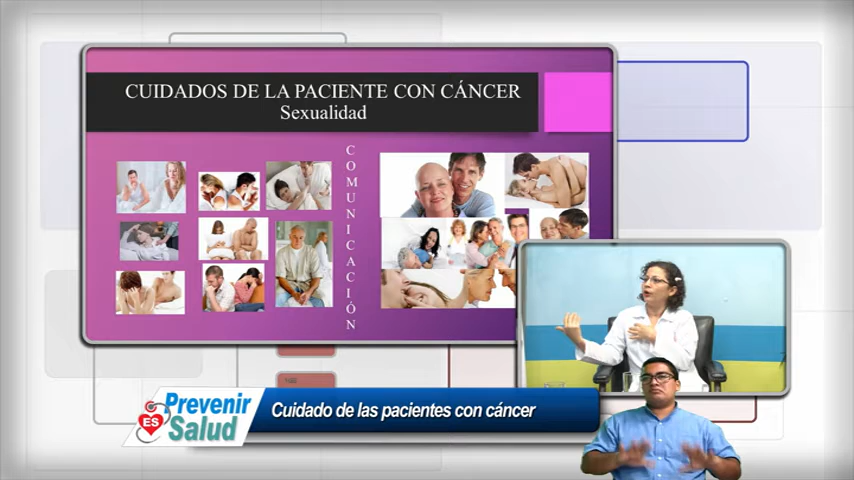 CUIDADOS DE LA PACIENTE CON CÁNCER
Sexualidad
COMUNICACIÓN
Prevenir
ES
Salud
Cuidado de las pacientes con cáncer